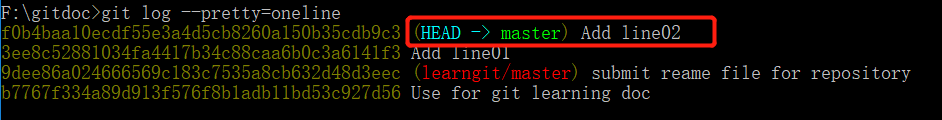 F:\gitdoc>git log --pretty=oneline
f0b4baa10ecdf55e3a4d5cb8260a150b35cdb9c3 (HEAD -> master) Add line02
3ee8c52881034fa4417b34c88caa6b0c3a6141f3 Add line01
9dee86a024666569c183c7535a8cb632d48d3eec (learngit/master) submit reame file for repository
b7767f334a89d913f576f8b1adb11bd53c927d56 Use for git learning doc